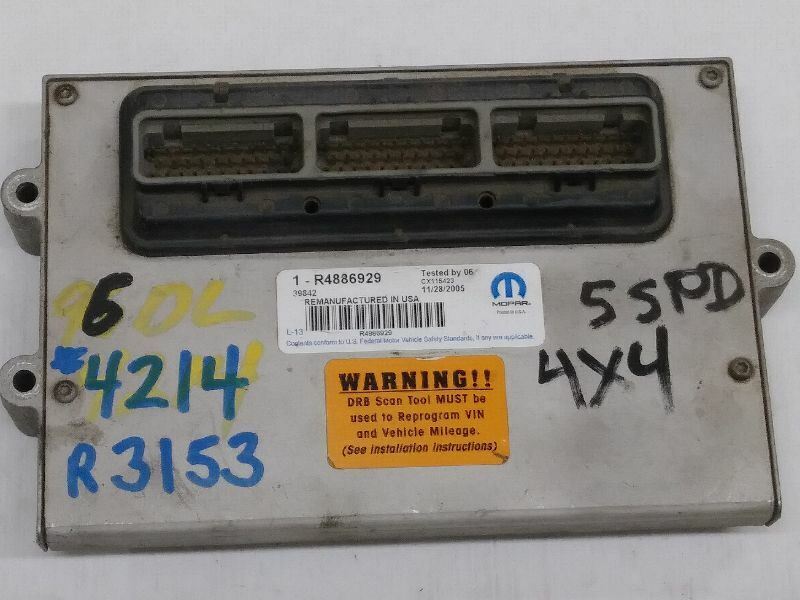 1 - R4886929
Tested by 06
39842
CX115423
REMANUFACTURED IN USA
11/28/2005
MOPAR
L-13
R4886929
Contents conform to U.S. Federal Motor Vehicle Safety Standards, if any are applicable.
96 DL
*4214
R3153
5 SPD
4X4
WARNING!!
DRB Scan Tool MUST be
used to Reprogram VIN
and Vehicle Mileage.
(See installation instructions)